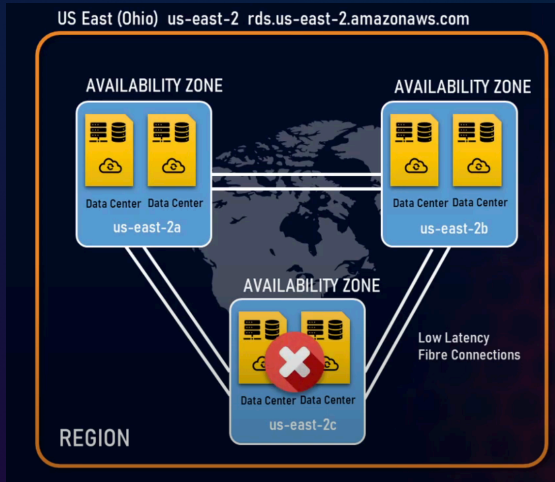 US East (Ohio) us-east-2 rds.us-east-2.amazonaws.com
AVAILABILITY ZONE
Data Center Data Center
us-east-2a
AVAILABILITY ZONE
Data Center Data Center
us-east-2b
AVAILABILITY ZONE
Data Center Data Center
us-east-2c
Low Latency
Fibre Connections
REGION